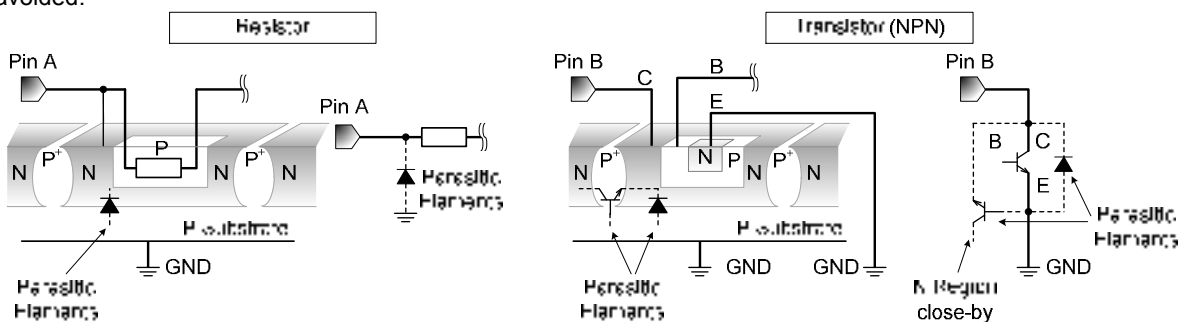 avoided.
Resistor
Transistor (NPN)
Pin A
Pin A
P
N
P+
N
N
P+
N
Parasitic
Elements
P substrate
GND
Parasitic
Elements
Pin B
C
B
E
N
P+
N
N
P
P+
N
N
P substrate
GND
GND
Parasitic
Elements
Pin B
B
C
E
Parasitic
Elements
N Region
close-by